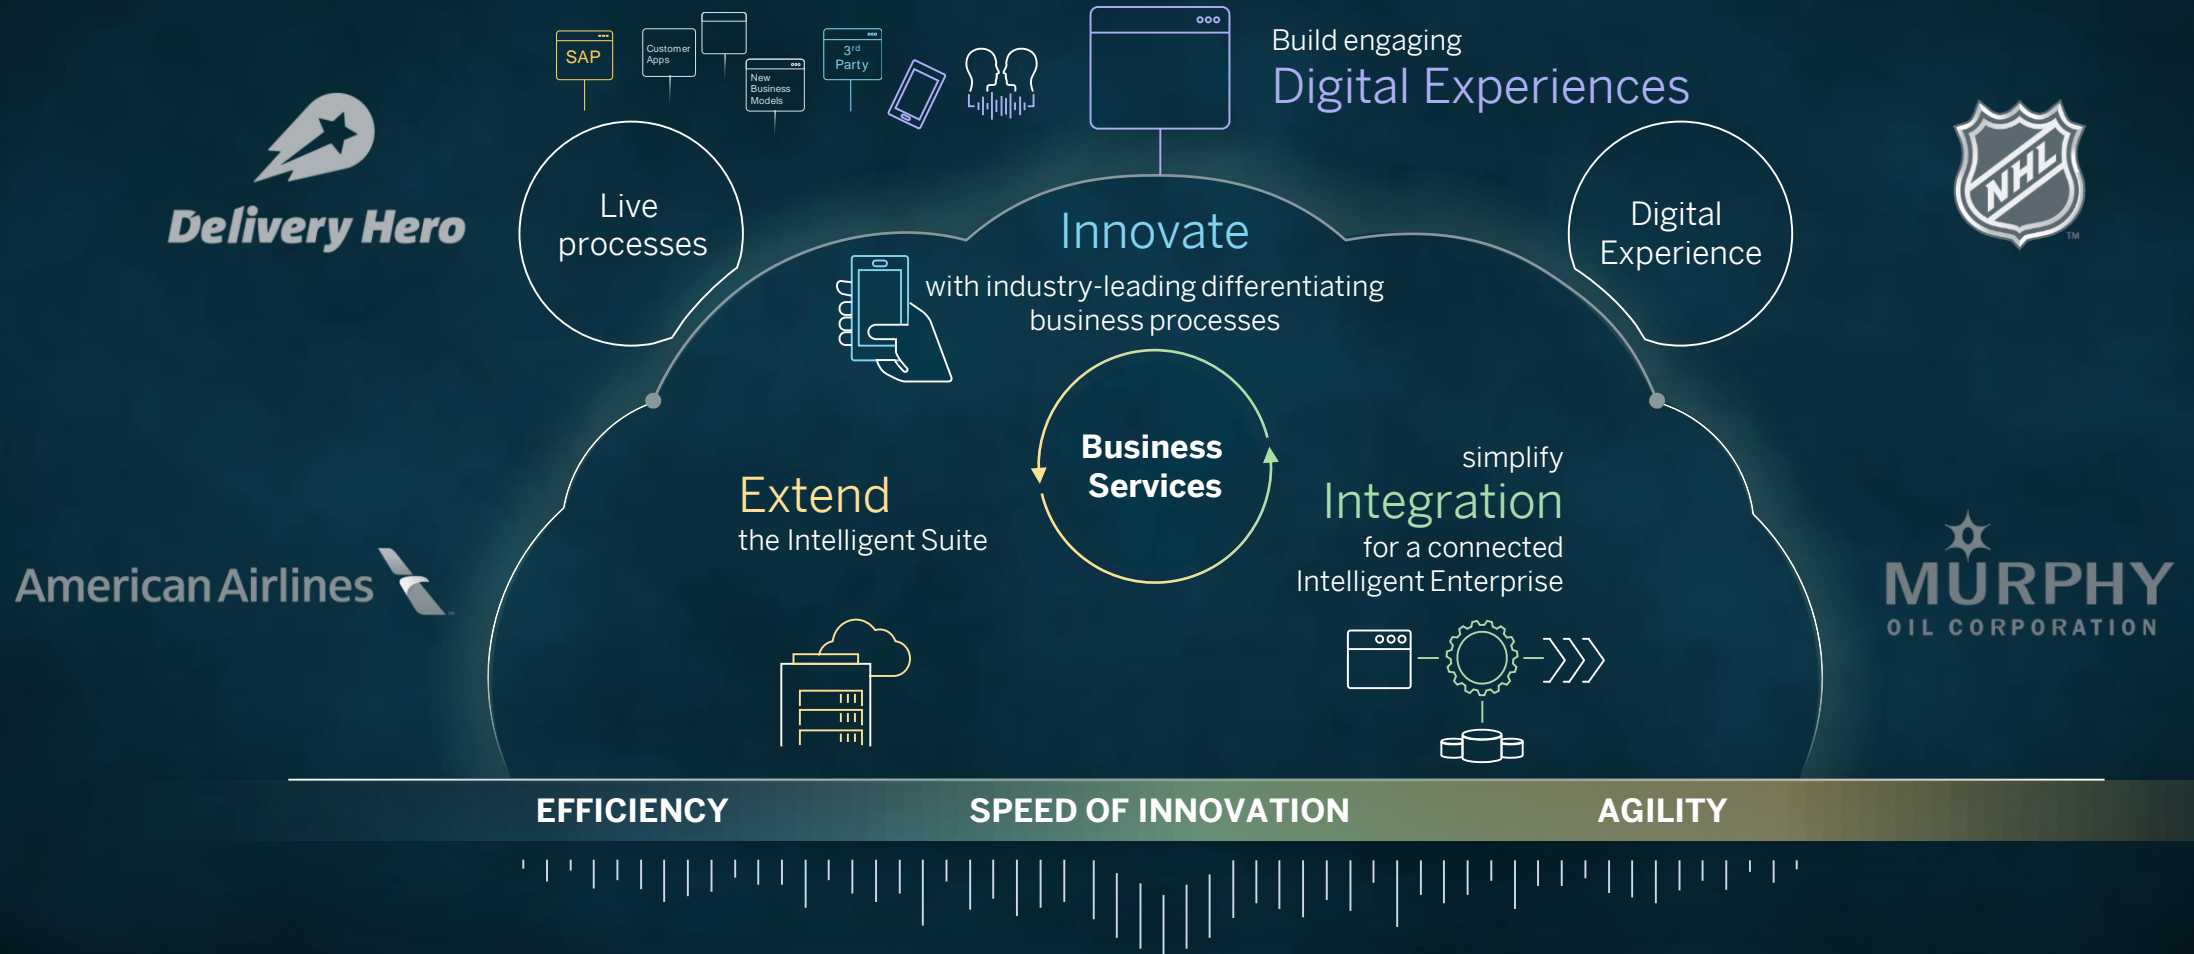 SAP
Customer
Apps
New
Business
Models
3rd
Party
Build engaging
Digital Experiences
Delivery Hero
Live
processes
Digital
Experience
NHL
TM
Innovate
with industry-leading differentiating
business processes
Business
Services
Extend
the Intelligent Suite
simplify
Integration
for a connected
Intelligent Enterprise
American Airlines
MURPHY
OIL CORPORATION
EFFICIENCY
SPEED OF INNOVATION
AGILITY